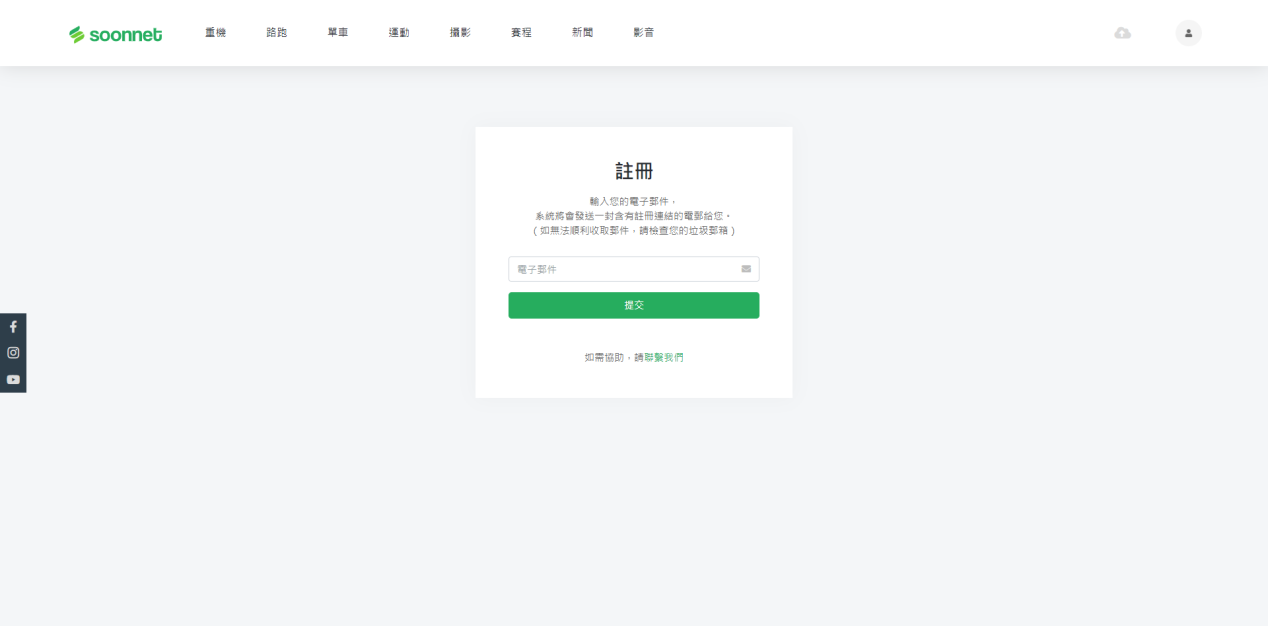 soonnet
重機
路跑
單車
運動
攝影
賽程
新聞
影音
註冊
輸入您的電子郵件，
系統將會發送一封含有註冊連結的電郵給您。
( 如無法順利收取郵件，請檢查您的垃圾郵箱 )
電子郵件
提交
如需協助，請聯繫我們